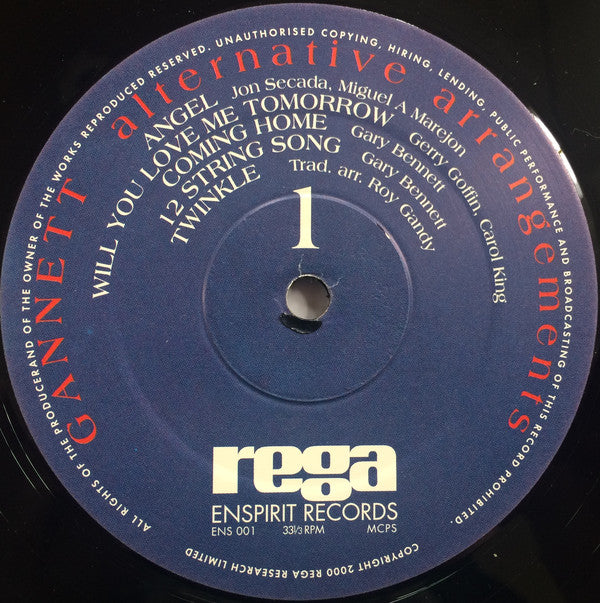 ALL RIGHTS OF THE PRODUCERAND OF THE OWNER OF THE WORKS REPRODUCED RESERVED. UNAUTHORISED COPYING, HIRING, LENDING, PUBLIC PERFORMANCE AND BROADCASTING OF THIS RECORD PROHIBITED
GANNETT alternative arrangements
ANGEL Jon Secada, Miguel A Marejon
WILL YOU LOVE ME TOMORROW Gerry Goffin, Carol King
COMING HOME Gary Bennett
12 STRING SONG Gary Bennett
TWINKLE Trad. arr. Roy Gandy
1
rega
ENSPIRIT RECORDS
ENS 001 33⅓ RPM MCPS
COPYRIGHT 2000 REGA RESEARCH LIMITED